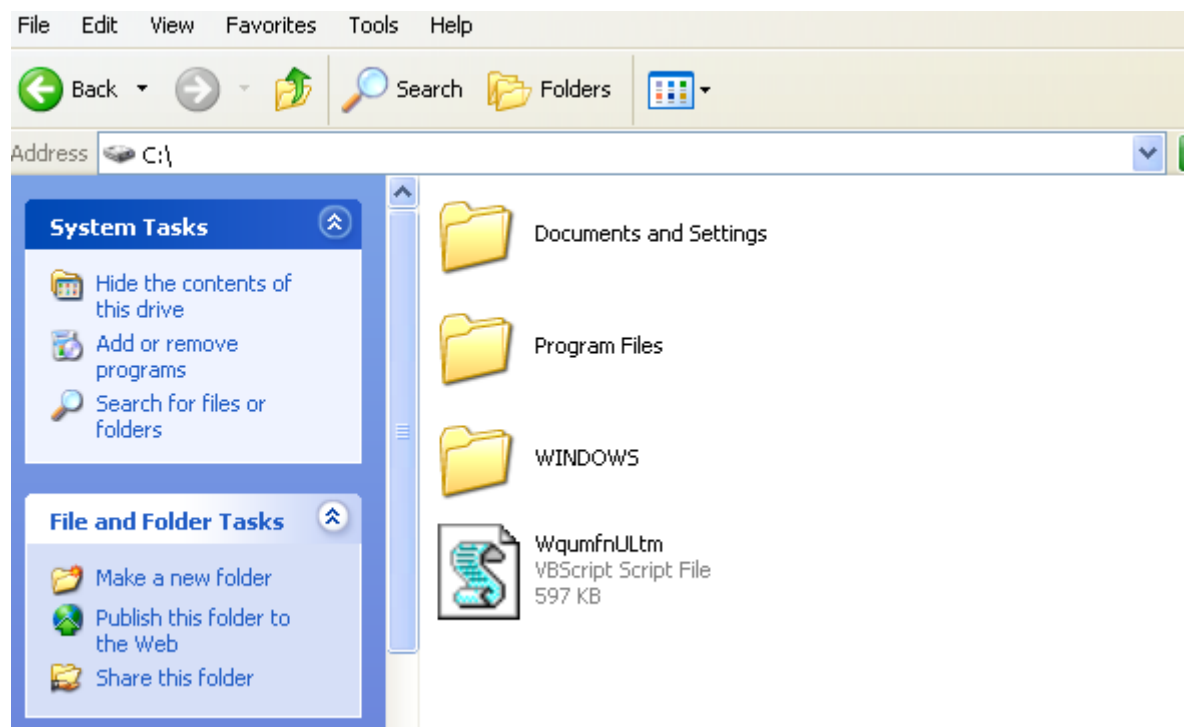 File Edit View Favorites Tools Help
Back Search Folders
Address C:\
System Tasks
Hide the contents of
this drive
Add or remove
programs
Search for files or
folders
File and Folder Tasks
Make a new folder
Publish this folder to
the Web
Share this folder
Documents and Settings
Program Files
WINDOWS
WqumfnULtm
VBScript Script File
597 KB